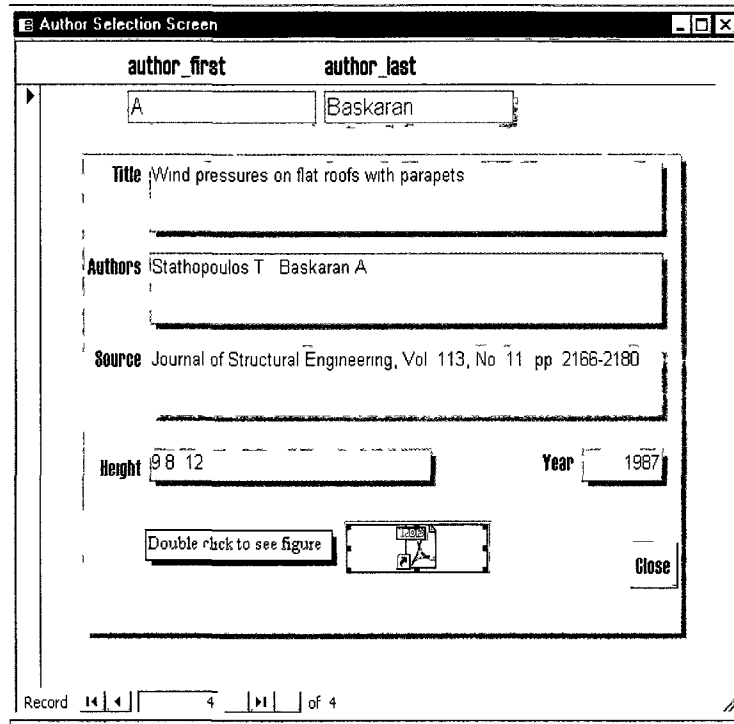 Author Selection Screen
author_first author_last
A Baskaran
Title Wind pressures on flat roofs with parapets
Authors Stathopoulos T Baskaran A
Source Journal of Structural Engineering, Vol 113, No 11 pp 2166-2180
Height 9 8 12 Year 1987
Double click to see figure
Close
Record 4 of 4